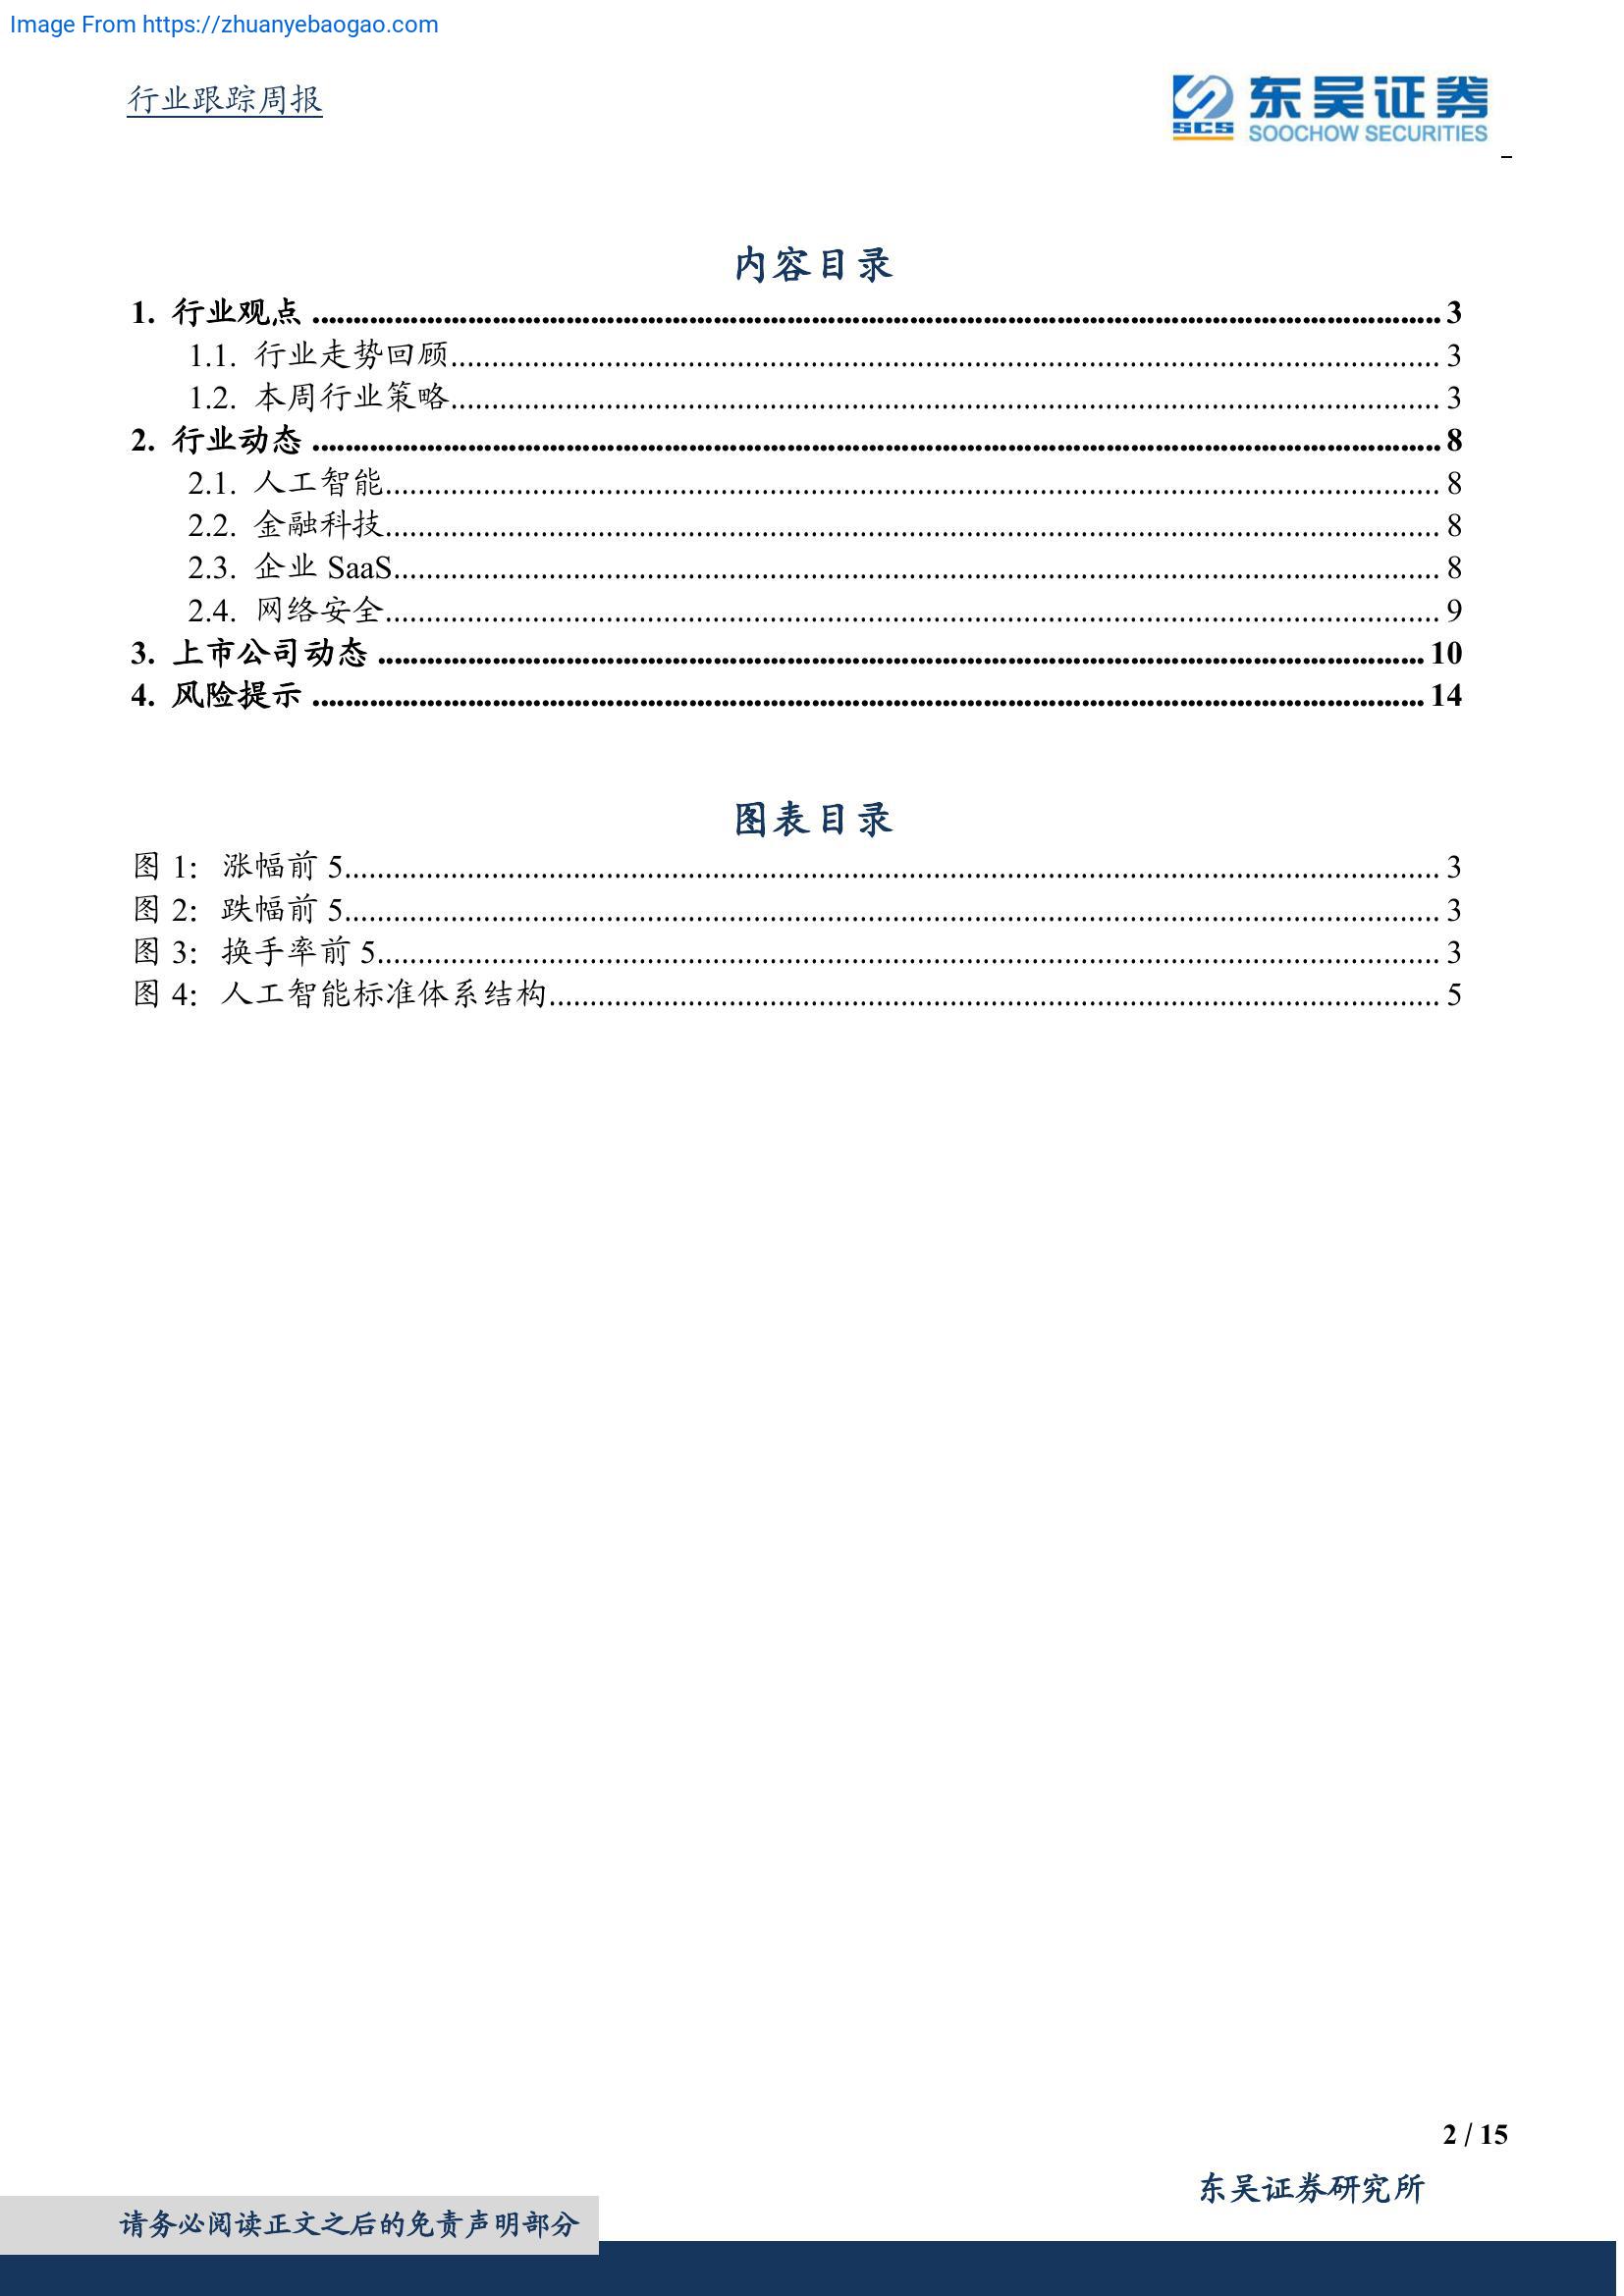 Image From https://zhuanyebaogao.com
行业跟踪周报
SCS 东吴证券
SOOCHOW SECURITIES
内容目录
1. 行业观点 ........ 3
1.1. 行业走势回顾 ........ 3
1.2. 本周行业策略 ........ 3
2. 行业动态 ........ 8
2.1. 人工智能 ........ 8
2.2. 金融科技 ........ 8
2.3. 企业 SaaS ........ 8
2.4. 网络安全 ........ 9
3. 上市公司动态 ........ 10
4. 风险提示 ........ 14
图表目录
图 1: 涨幅前 5 ........ 3
图 2: 跌幅前 5 ........ 3
图 3: 换手率前 5 ........ 3
图 4: 人工智能标准体系结构 ........ 5
2 / 15
东吴证券研究所
请务必阅读正文之后的免责声明部分